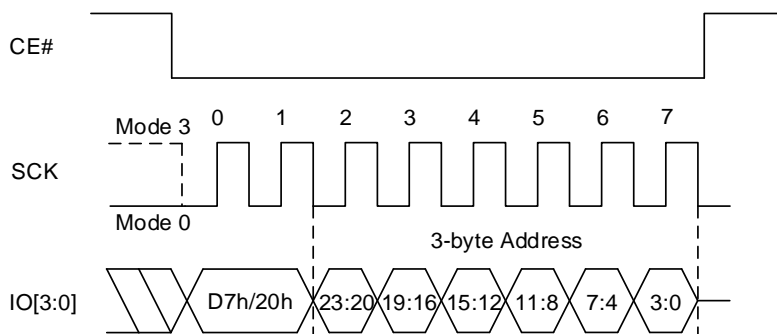 CE#
0 1 2 3 4 5 6 7
Mode 3
SCK
Mode 0
3-byte Address
IO[3:0] D7h/20h 23:20 19:16 15:12 11:8 7:4 3:0